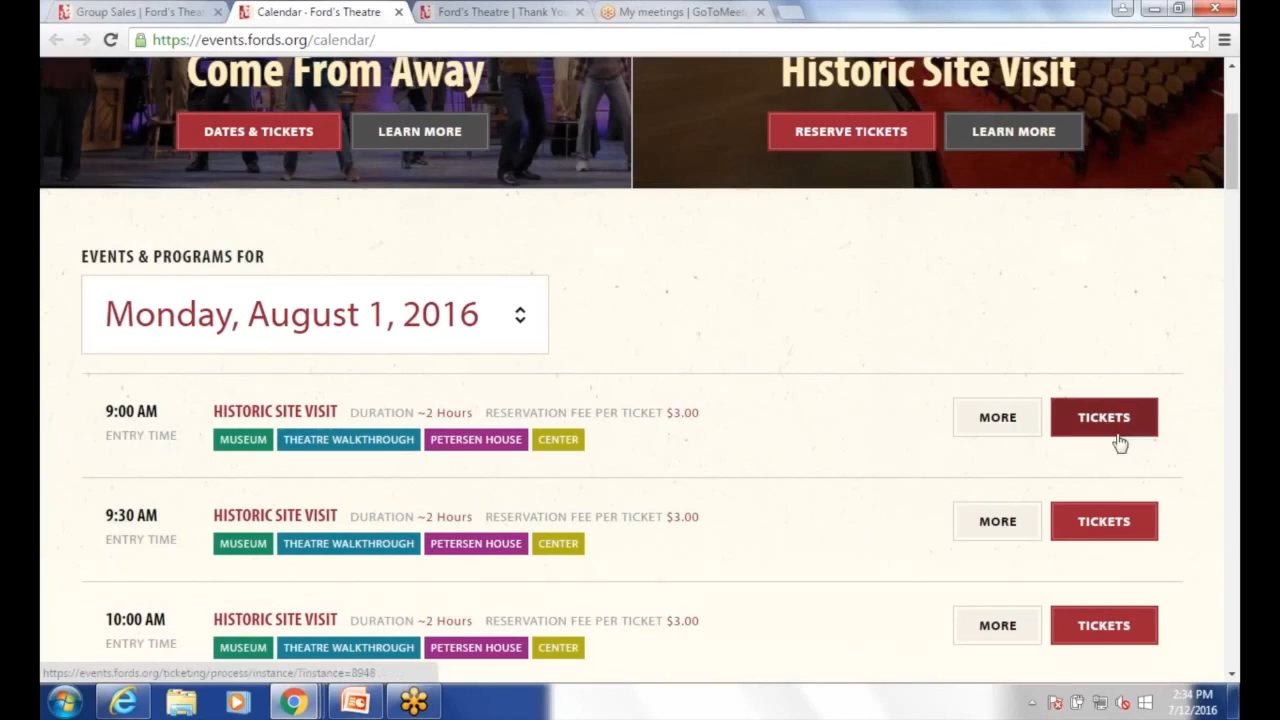 Group Sales | Ford's Theat
Calendar · Ford's Theatre
Ford's Theatre | Thank Yo
My meetings | GoToMeet
https://events.fords.org/calendar/
Come From Away
Historic Site Visit
DATES & TICKETS
LEARN MORE
RESERVE TICKETS
LEARN MORE
EVENTS & PROGRAMS FOR
Monday, August 1, 2016
9:00 AM
HISTORIC SITE VISIT DURATION ~2 Hours RESERVATION FEE PER TICKET $3.00
MORE
TICKETS
ENTRY TIME
MUSEUM THEATRE WALKTHROUGH PETERSEN HOUSE CENTER
9:30 AM
HISTORIC SITE VISIT DURATION ~2 Hours RESERVATION FEE PER TICKET $3.00
MORE
TICKETS
ENTRY TIME
MUSEUM THEATRE WALKTHROUGH PETERSEN HOUSE CENTER
10:00 AM
HISTORIC SITE VISIT DURATION ~2 Hours RESERVATION FEE PER TICKET $3.00
MORE
TICKETS
ENTRY TIME
MUSEUM THEATRE WALKTHROUGH PETERSEN HOUSE CENTER
https://events.fords.org/ticketing/process/instance/?instance=8948
2:34 PM
7/12/2016